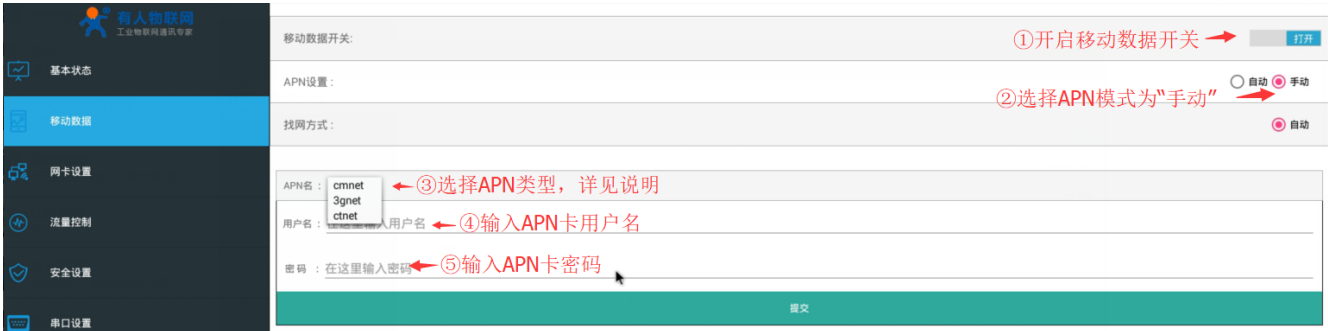 有人物联网
工业物联网通讯专家
基本状态
移动数据
网卡设置
流量控制
安全设置
串口设置
移动数据开关:
①开启移动数据开关
打开
APN设置 :
自动 手动
②选择APN模式为“手动”
找网方式 :
自动
APN名 :
cmnet
3gnet
ctnet
③选择APN类型，详见说明
用户名 :
入用户名
④输入APN卡用户名
密码 : 在这里输入密码
⑤输入APN卡密码
提交